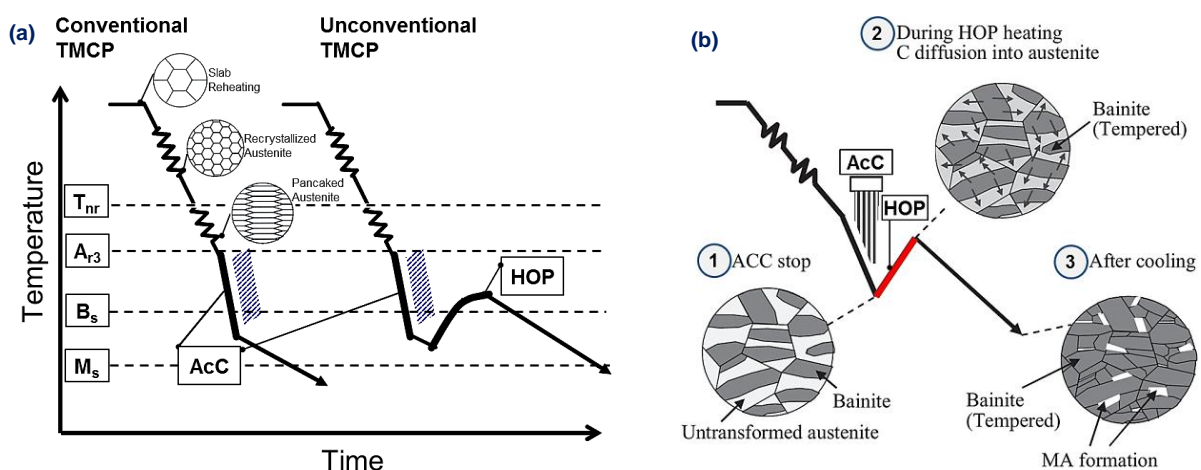 (a)
Conventional
TMCP
Unconventional
TMCP
Slab
Reheating
Recrystallized
Austenite
Pancaked
Austenite
Tnr
Ar3
Bs
Ms
AcC
HOP
Temperature
Time
(b)
2 During HOP heating
C diffusion into austenite
Bainite
(Tempered)
AcC
HOP
1 ACC stop
3 After cooling
Bainite
Untransformed austenite
Bainite
(Tempered)
MA formation